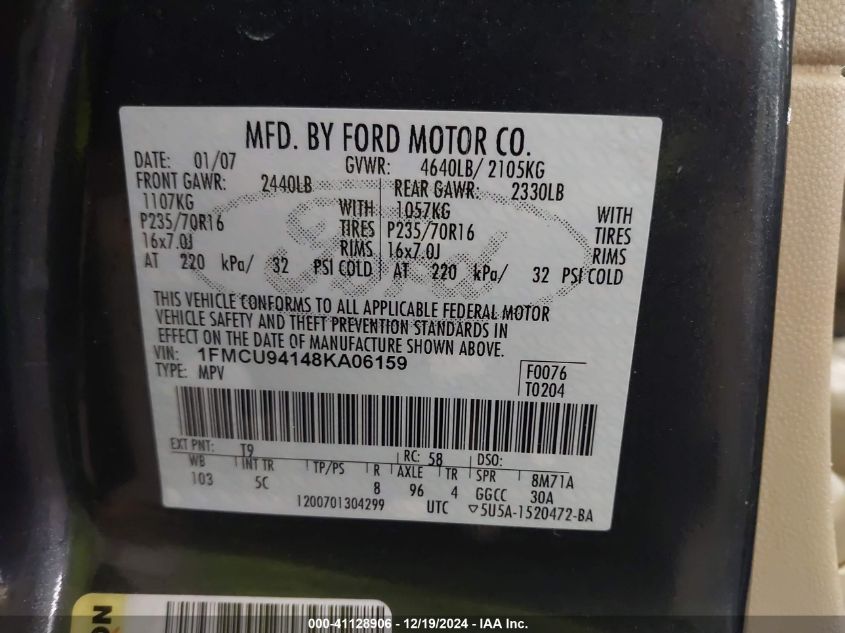 MFD. BY FORD MOTOR CO.
DATE: 01/07 GVWR: 4640LB/ 2105KG
FRONT GAWR: 2440LB REAR GAWR: 2330LB
1107KG WITH 1057KG WITH
P235/70R16 TIRES P235/70R16 TIRES
16x7.0J RIMS 16x7.0J RIMS
AT 220 kPa/ 32 PSI COLD AT 220 kPa/ 32 PSI COLD
Ford
THIS VEHICLE CONFORMS TO ALL APPLICABLE FEDERAL MOTOR
VEHICLE SAFETY AND THEFT PREVENTION STANDARDS IN
EFFECT ON THE DATE OF MANUFACTURE SHOWN ABOVE.
VIN: 1FMCU94148KA06159
TYPE: MPV F0076
T0204
EXT PNT: T9 RC: 58 DSO:
WB INT TR TP/PS R AXLE TR SPR 8M71A
103 5C 8 96 4 GGCC 30A
1200701304299 UTC ▽5U5A-1520472-BA
ON
000-41128906 - 12/19/2024 - IAA Inc.